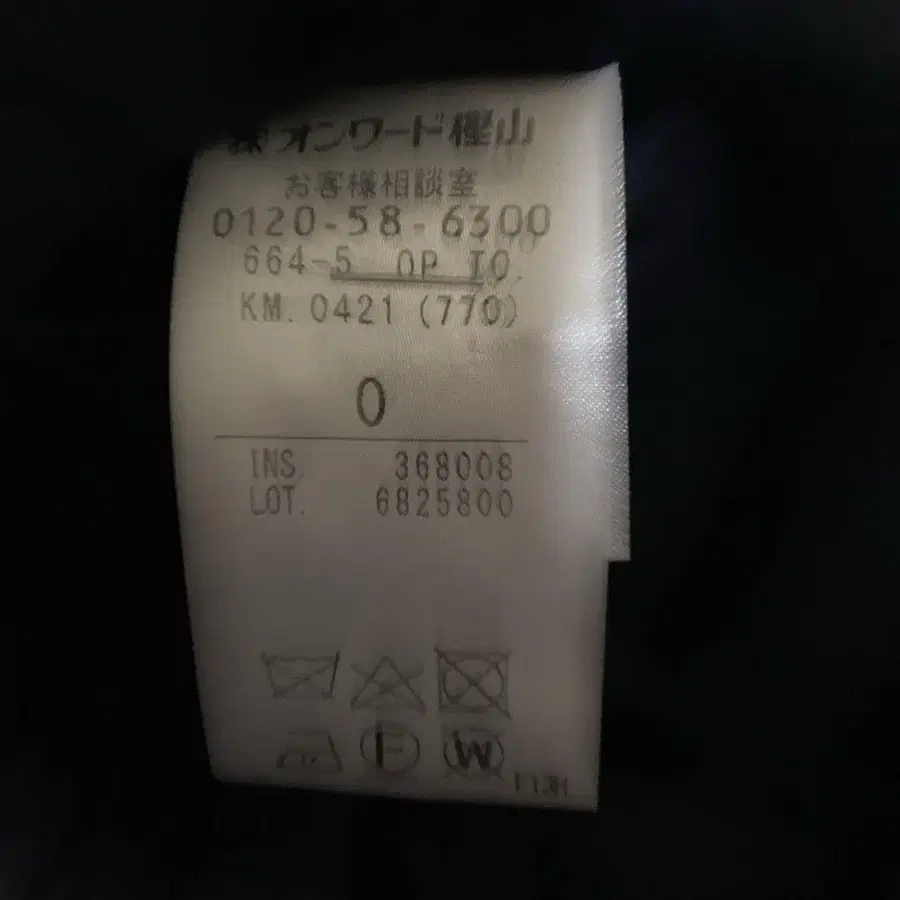 ㈱オンワード樫山
お客様相談室
0120-58-6300
664-5 OP IO.
KM. 0421 (770)
0
INS. 368008
LOT. 6825800
F W